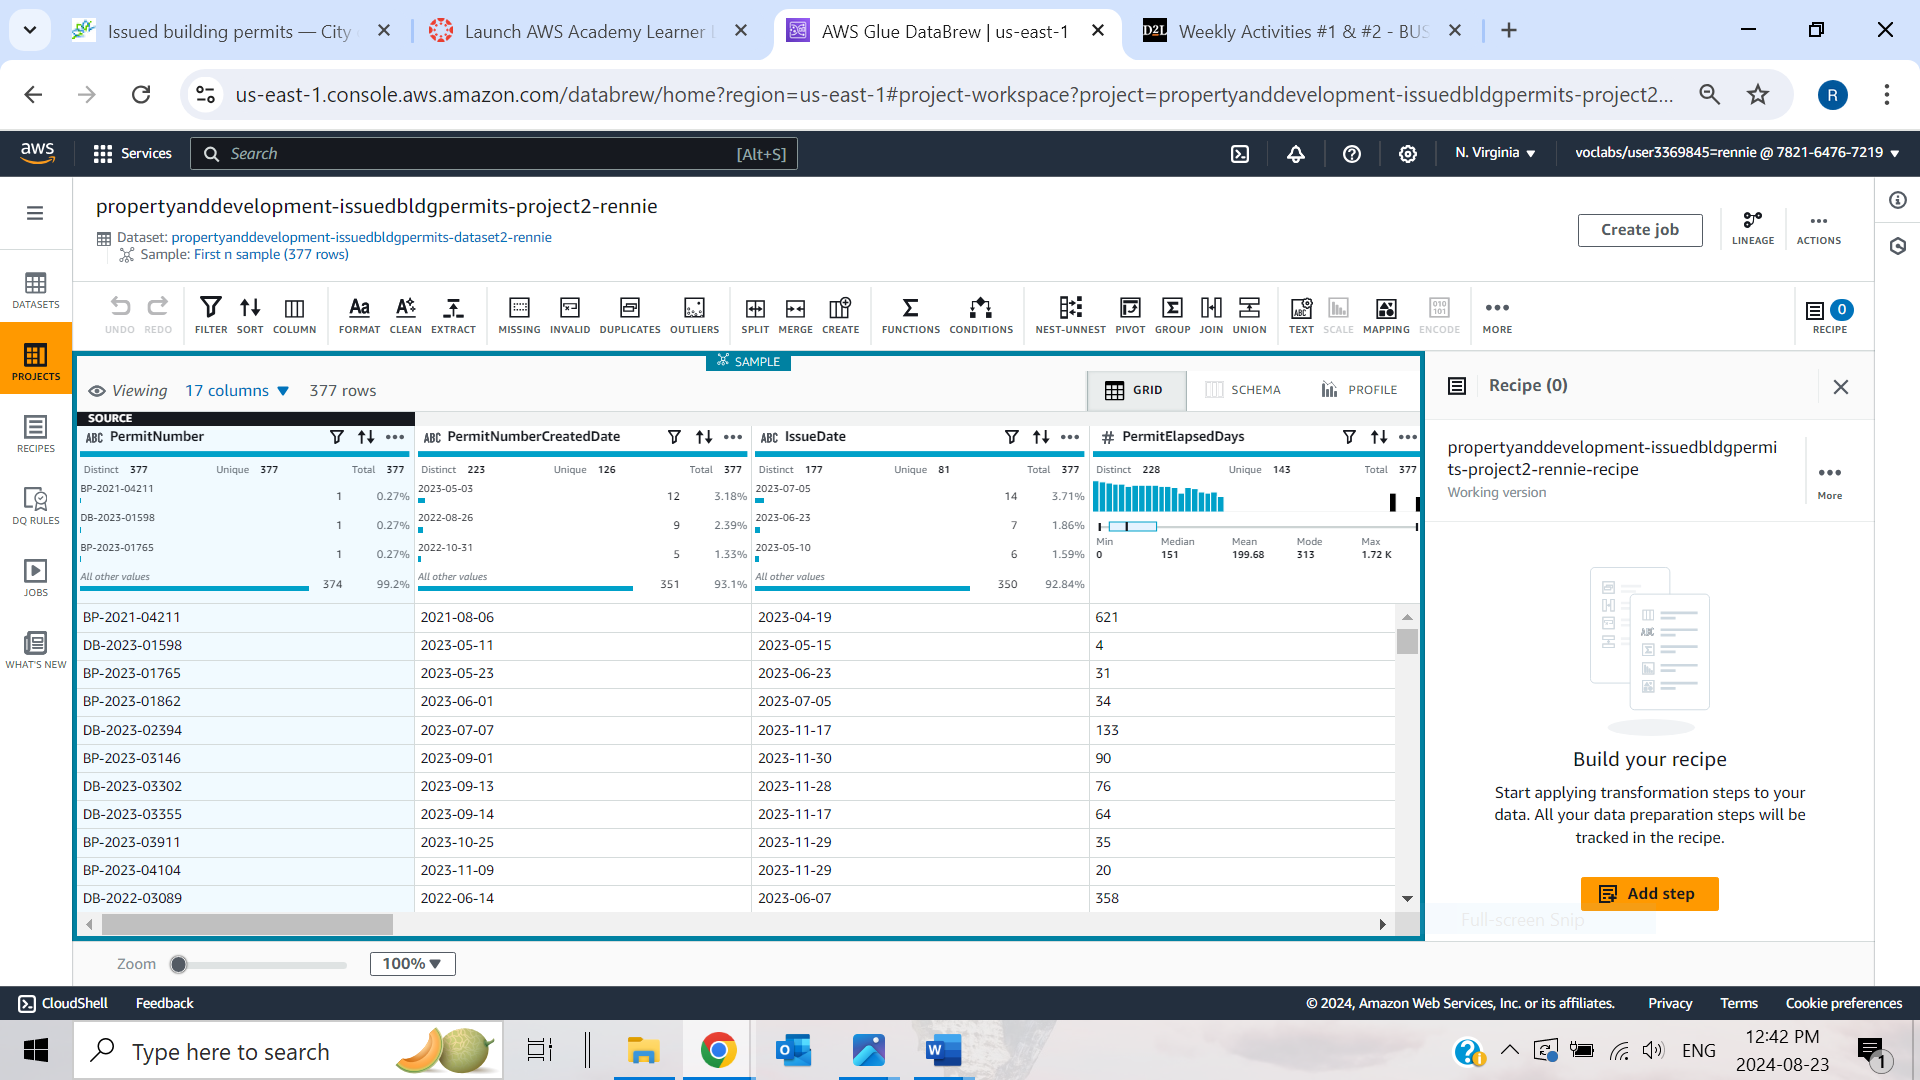 Issued building permits — City
Launch AWS Academy Learner
AWS Glue DataBrew | us-east-1
D2L
Weekly Activities #1 & #2 - BUS
us-east-1.console.aws.amazon.com/databrew/home?region=us-east-1#project-workspace?project=propertyanddevelopment-issuedbldgpermits-project2...
R
aws
Services
Search
[Alt+S]
N. Virginia
voclabs/user3369845=rennie @ 7821-6476-7219
propertyanddevelopment-issuedbldgpermits-project2-rennie
Dataset: propertyanddevelopment-issuedbldgpermits-dataset2-rennie
Sample: First n sample (377 rows)
Create job
LINEAGE
ACTIONS
DATASETS
PROJECTS
RECIPES
DQ RULES
JOBS
WHAT'S NEW
UNDO REDO FILTER SORT COLUMN FORMAT CLEAN EXTRACT MISSING INVALID DUPLICATES OUTLIERS SPLIT MERGE CREATE FUNCTIONS CONDITIONS NEST-UNNEST PIVOT GROUP JOIN UNION TEXT SCALE MAPPING ENCODE MORE
0
RECIPE
SAMPLE
Viewing 17 columns 377 rows
GRID SCHEMA PROFILE
SOURCE
ABC PermitNumber ABC PermitNumberCreatedDate ABC IssueDate # PermitElapsedDays
Distinct 377 Unique 377 Total 377 Distinct 223 Unique 126 Total 377 Distinct 177 Unique 81 Total 377 Distinct 228 Unique 143 Total 377
BP-2021-04211 1 0.27% 2023-05-03 12 3.18% 2023-07-05 14 3.71%
DB-2023-01598 1 0.27% 2022-08-26 9 2.39% 2023-06-23 7 1.86%
BP-2023-01765 1 0.27% 2022-10-31 5 1.33% 2023-05-10 6 1.59%
Min Median Mean Mode Max
0 151 199.68 313 1.72 K
All other values 374 99.2% All other values 351 93.1% All other values 350 92.84%
BP-2021-04211 2021-08-06 2023-04-19 621
DB-2023-01598 2023-05-11 2023-05-15 4
BP-2023-01765 2023-05-23 2023-06-23 31
BP-2023-01862 2023-06-01 2023-07-05 34
DB-2023-02394 2023-07-07 2023-11-17 133
BP-2023-03146 2023-09-01 2023-11-30 90
DB-2023-03302 2023-09-13 2023-11-28 76
DB-2023-03355 2023-09-14 2023-11-17 64
BP-2023-03911 2023-10-25 2023-11-29 35
BP-2023-04104 2023-11-09 2023-11-29 20
DB-2022-03089 2022-06-14 2023-06-07 358
Recipe (0)
propertyanddevelopment-issuedbldgpermi
ts-project2-rennie-recipe
Working version
More
Build your recipe
Start applying transformation steps to your
data. All your data preparation steps will be
tracked in the recipe.
Add step
Full-screen Snip
Zoom
100%
CloudShell
Feedback
© 2024, Amazon Web Services, Inc. or its affiliates.
Privacy
Terms
Cookie preferences
Type here to search
ENG
12:42 PM
2024-08-23
1